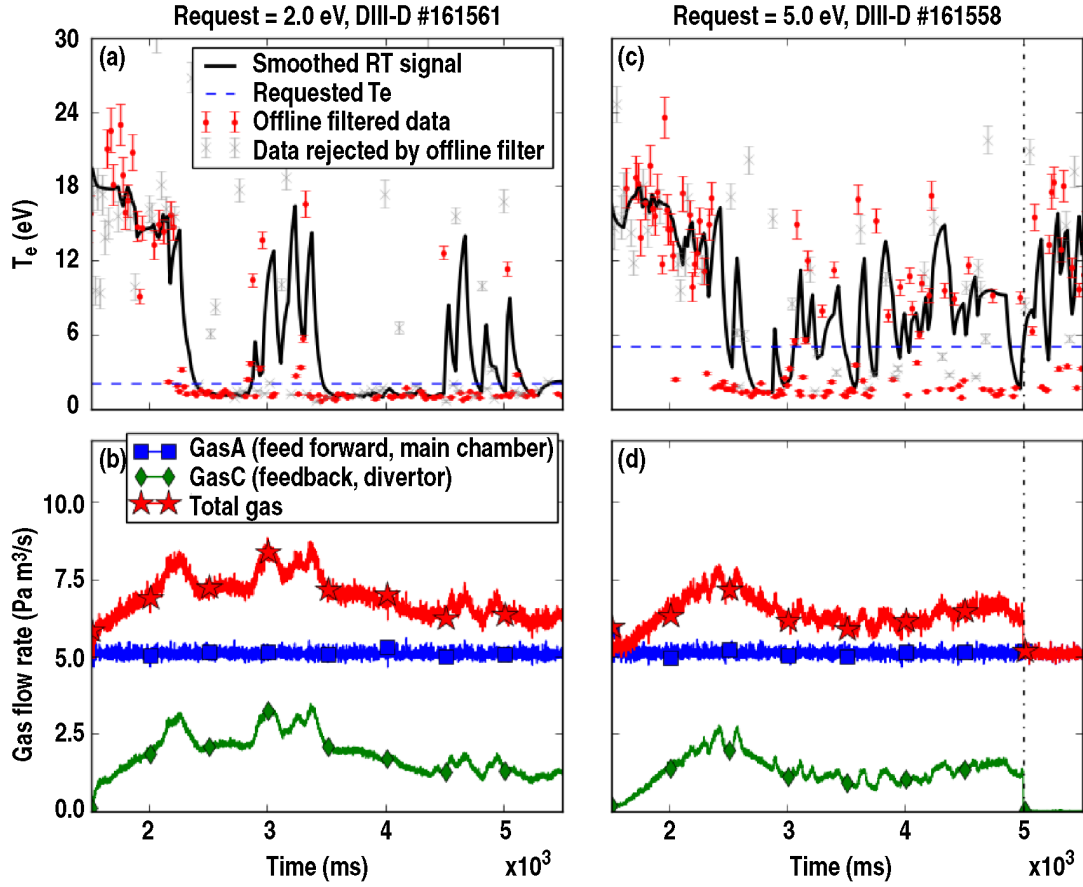 Request = 2.0 eV, DIII-D #161561
Request = 5.0 eV, DIII-D #161558
30
24
18
12
6
0
Te (eV)
(a)
Smoothed RT signal
Requested Te
Offline filtered data
Data rejected by offline filter
(c)
(b)
GasA (feed forward, main chamber)
GasC (feedback, divertor)
Total gas
(d)
10.0
7.5
5.0
2.5
0.0
Gas flow rate (Pa m³/s)
2 3 4 5
2 3 4 5
Time (ms) x10³
Time (ms) x10³